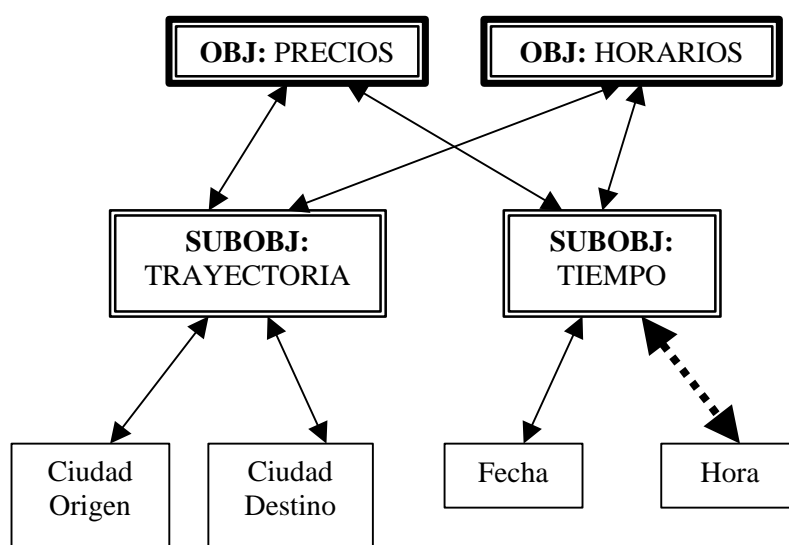 OBJ: PRECIOS
OBJ: HORARIOS
SUBOBJ:
TRAYECTORIA
SUBOBJ:
TIEMPO
Ciudad
Origen
Ciudad
Destino
Fecha
Hora